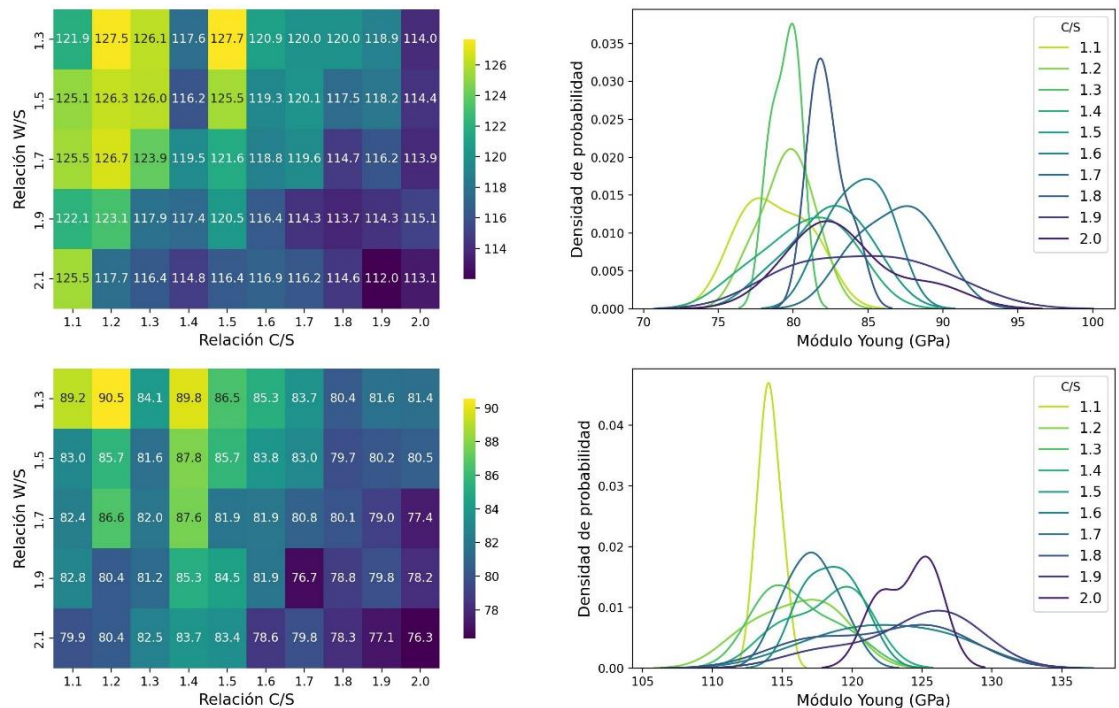 1.3 121.9 127.5 126.1 117.6 127.7 120.9 120.0 120.0 118.9 114.0
1.5 125.1 126.3 126.0 116.2 125.5 119.3 120.1 117.5 118.2 114.4
1.7 125.5 126.7 123.9 119.5 121.6 118.8 119.6 114.7 116.2 113.9
1.9 122.1 123.1 117.9 117.4 120.5 116.4 114.3 113.7 114.3 115.1
2.1 125.5 117.7 116.4 114.8 116.4 116.9 116.2 114.6 112.0 113.1
1.1 1.2 1.3 1.4 1.5 1.6 1.7 1.8 1.9 2.0
Relación C/S
Relación W/S
126
124
122
120
118
116
114
Densidad de probabilidad
0.035
0.030
0.025
0.020
0.015
0.010
0.005
0.000
70 75 80 85 90 95 100
Módulo Young (GPa)
C/S
1.1
1.2
1.3
1.4
1.5
1.6
1.7
1.8
1.9
2.0
1.3 89.2 90.5 84.1 89.8 86.5 85.3 83.7 80.4 81.6 81.4
1.5 83.0 85.7 81.6 87.8 85.7 83.8 83.0 79.7 80.2 80.5
1.7 82.4 86.6 82.0 87.6 81.9 81.9 80.8 80.1 79.0 77.4
1.9 82.8 80.4 81.2 85.3 84.5 81.9 76.7 78.8 79.8 78.2
2.1 79.9 80.4 82.5 83.7 83.4 78.6 79.8 78.3 77.1 76.3
1.1 1.2 1.3 1.4 1.5 1.6 1.7 1.8 1.9 2.0
Relación C/S
Relación W/S
90
88
86
84
82
80
78
Densidad de probabilidad
0.04
0.03
0.02
0.01
0.00
105 110 115 120 125 130 135
Módulo Young (GPa)
C/S
1.1
1.2
1.3
1.4
1.5
1.6
1.7
1.8
1.9
2.0